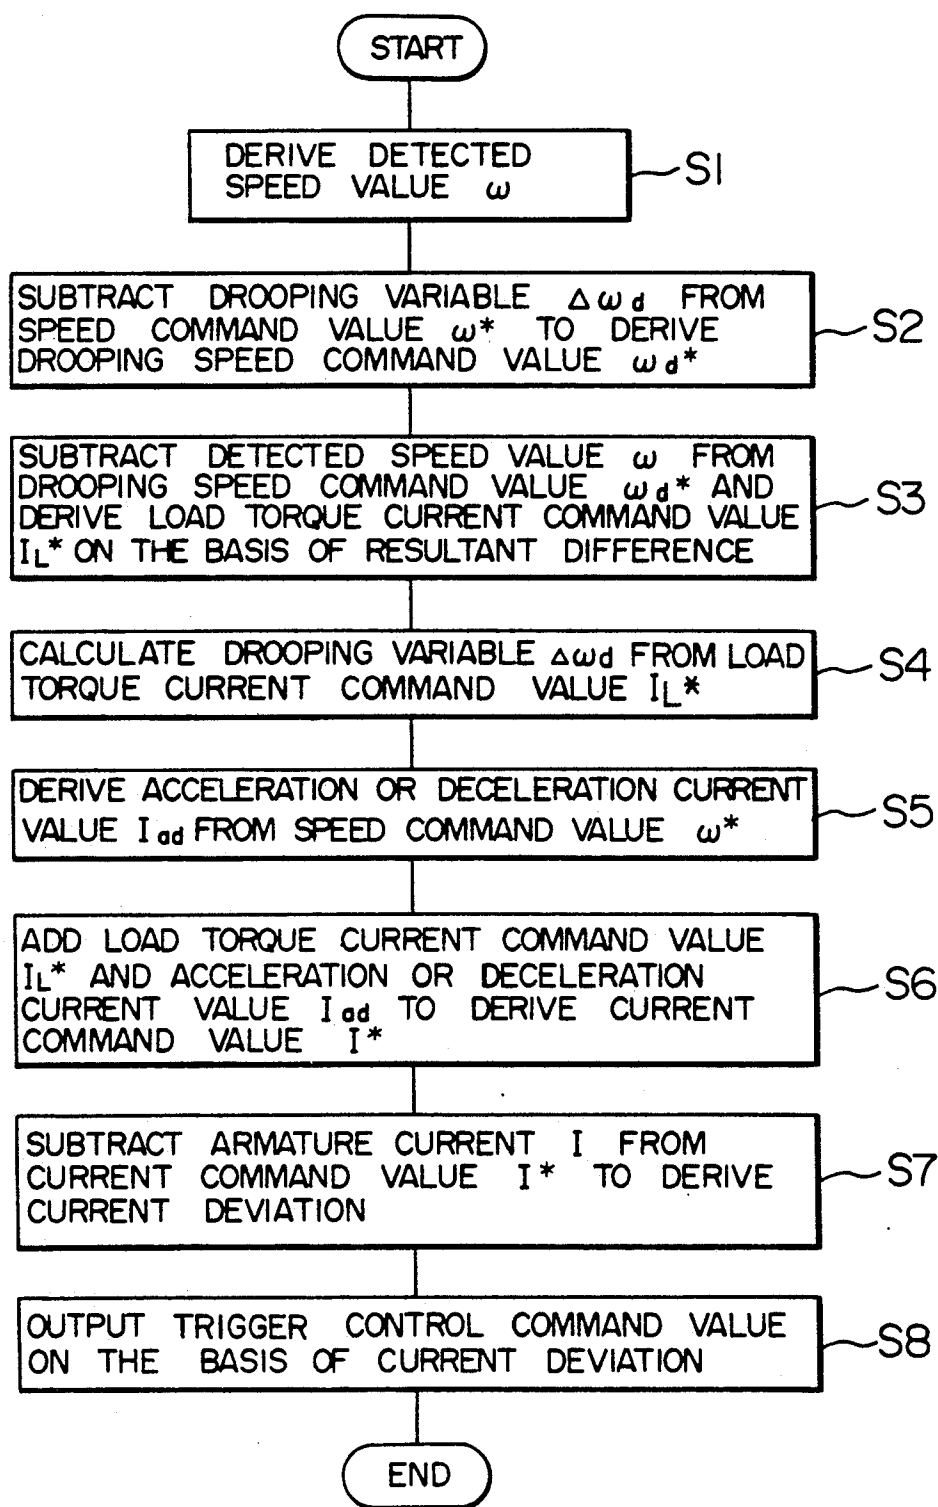 START
DERIVE DETECTED
SPEED VALUE ω
S1
SUBTRACT DROOPING VARIABLE Δωd FROM
SPEED COMMAND VALUE ω* TO DERIVE
DROOPING SPEED COMMAND VALUE ωd*
S2
SUBTRACT DETECTED SPEED VALUE ω FROM
DROOPING SPEED COMMAND VALUE ωd* AND
DERIVE LOAD TORQUE CURRENT COMMAND VALUE
IL* ON THE BASIS OF RESULTANT DIFFERENCE
S3
CALCULATE DROOPING VARIABLE Δωd FROM LOAD
TORQUE CURRENT COMMAND VALUE IL*
S4
DERIVE ACCELERATION OR DECELERATION CURRENT
VALUE Iad FROM SPEED COMMAND VALUE ω*
S5
ADD LOAD TORQUE CURRENT COMMAND VALUE
IL* AND ACCELERATION OR DECELERATION
CURRENT VALUE Iad TO DERIVE CURRENT
COMMAND VALUE I*
S6
SUBTRACT ARMATURE CURRENT I FROM
CURRENT COMMAND VALUE I* TO DERIVE
CURRENT DEVIATION
S7
OUTPUT TRIGGER CONTROL COMMAND VALUE
ON THE BASIS OF CURRENT DEVIATION
S8
END